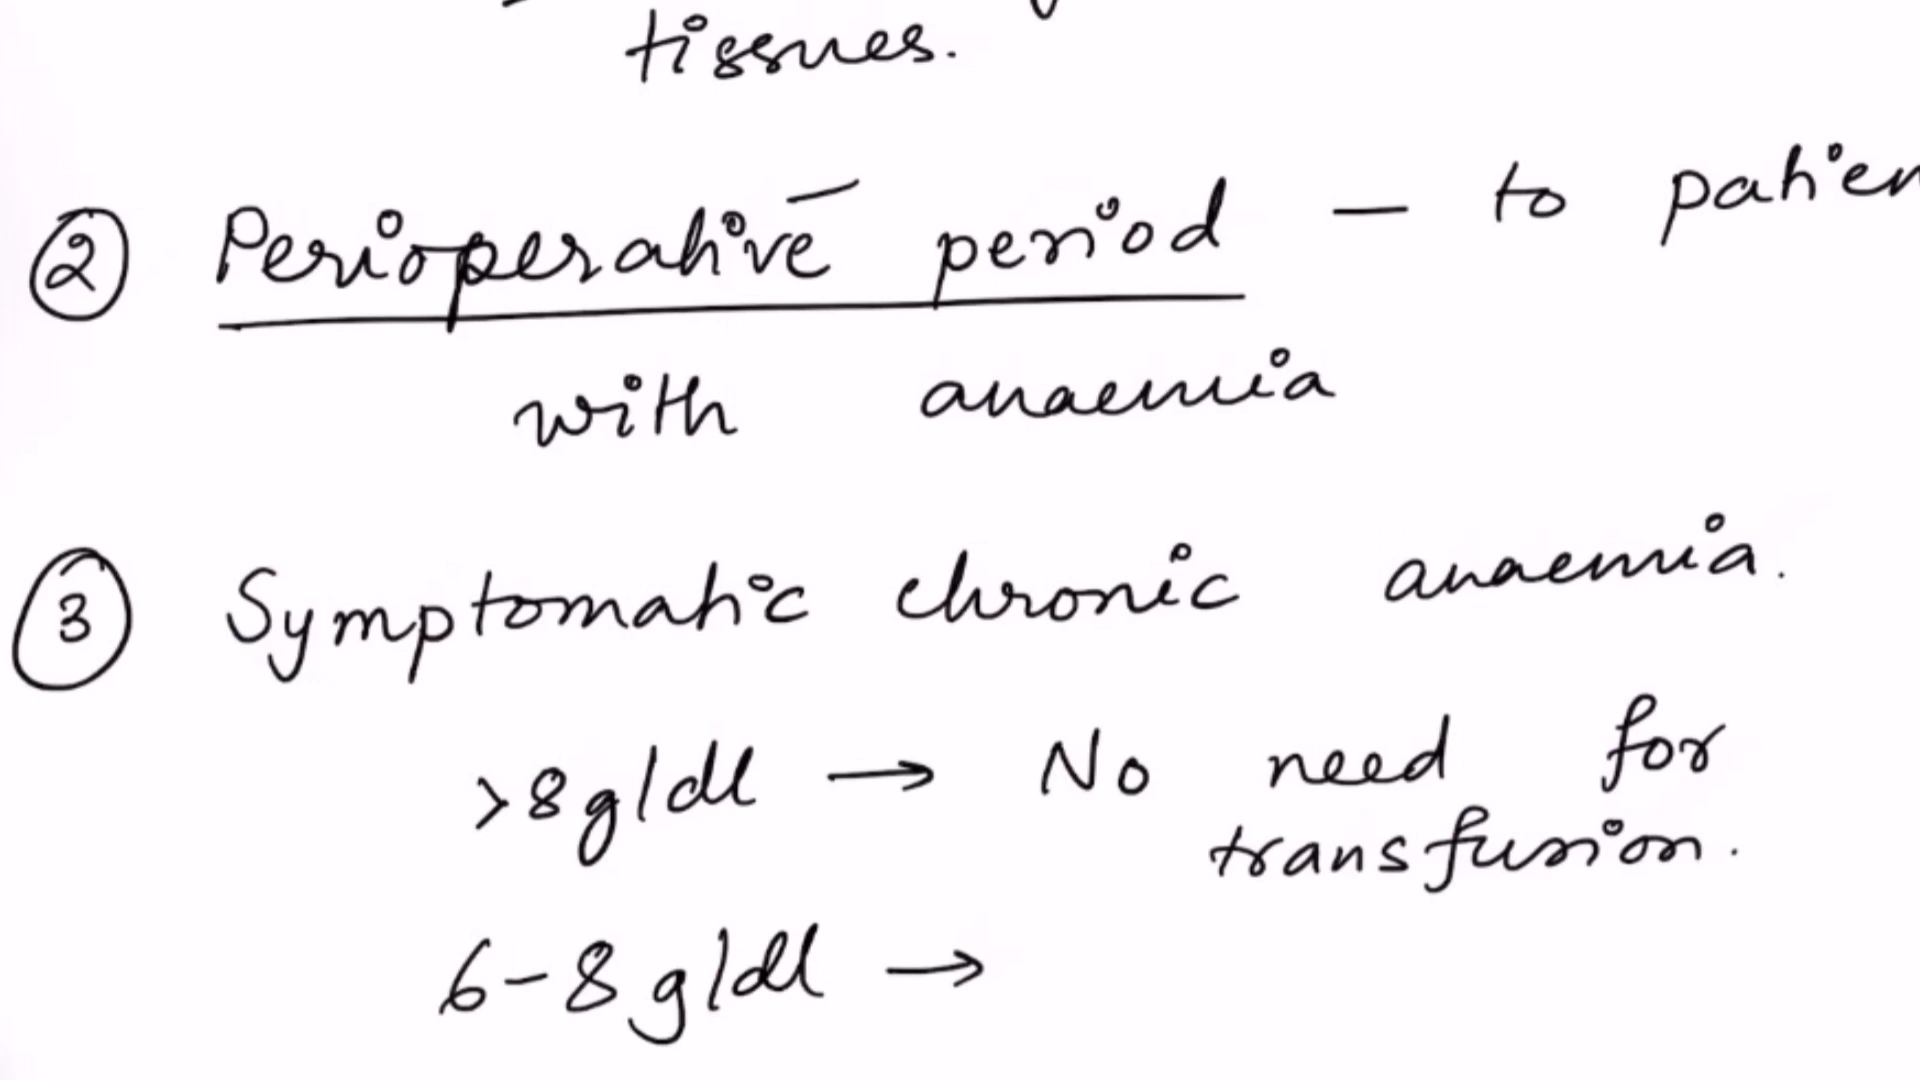 tissues.
② Perioperative period - to patien
with anaemia
③ Symptomatic chronic anaemia.
>8g/dl → No need for
transfusion.
6-8g/dl →